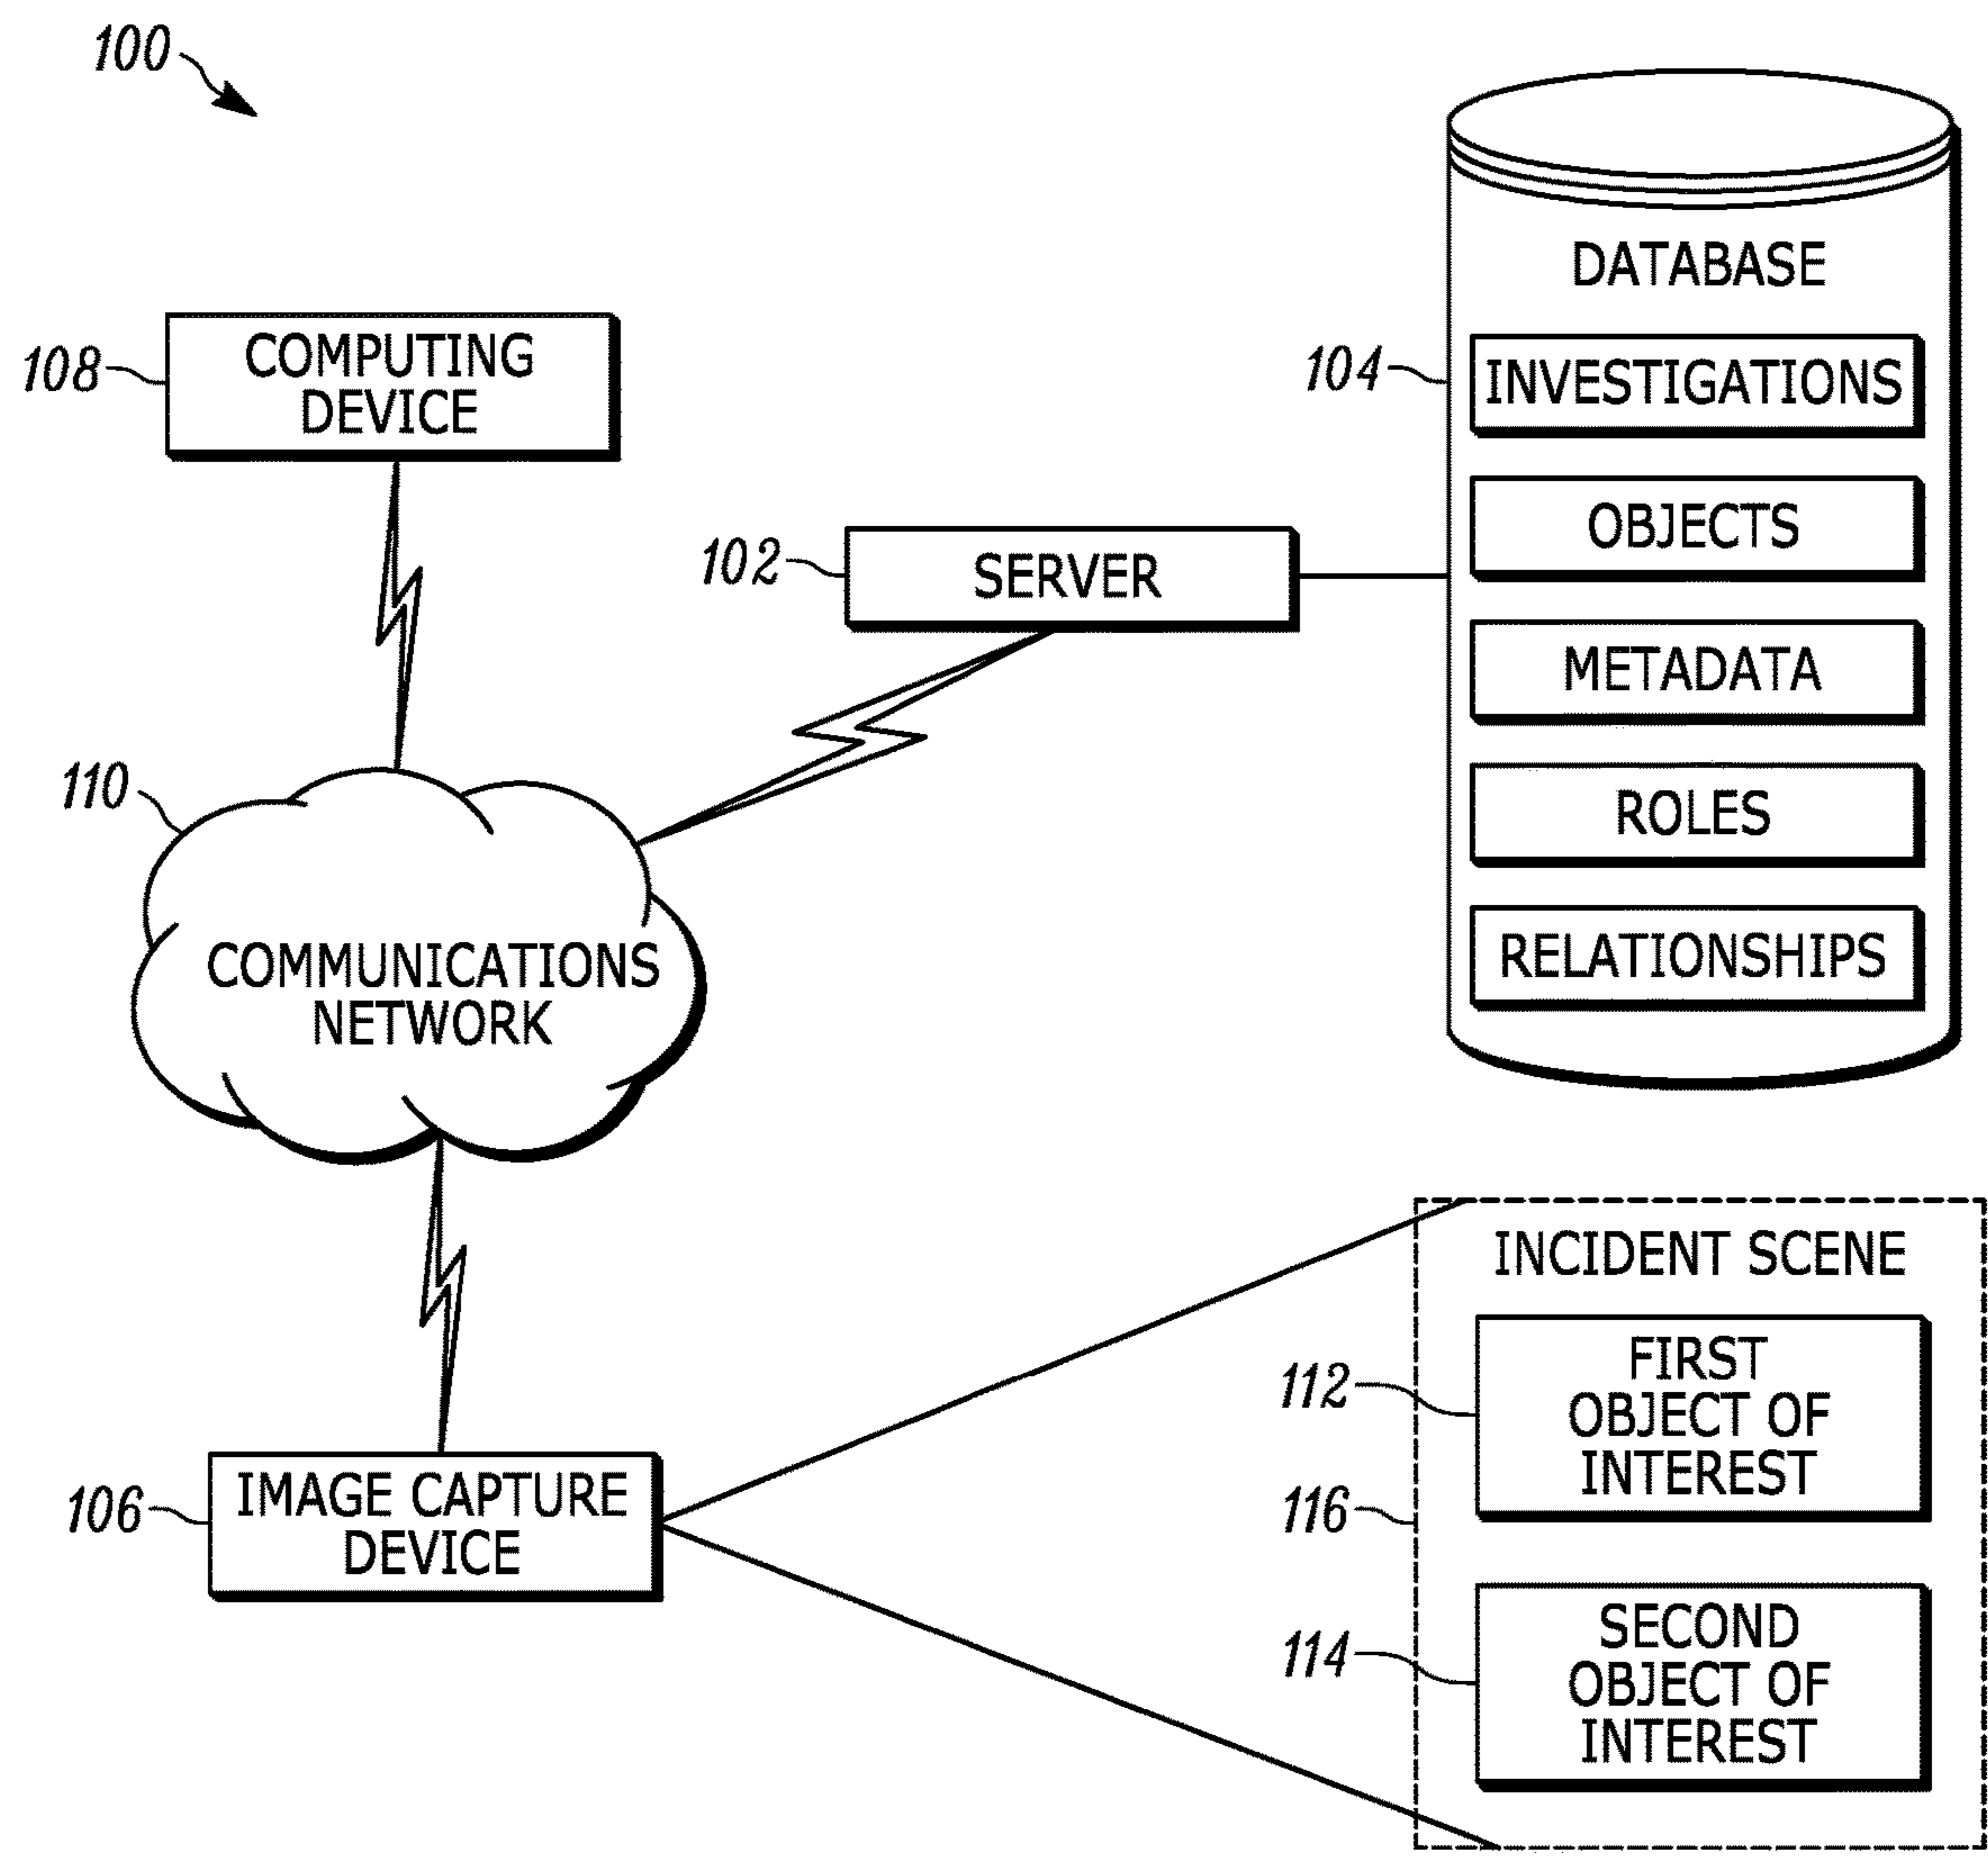 100
DATABASE
108
COMPUTING
DEVICE
104
INVESTIGATIONS
OBJECTS
102
SERVER
METADATA
110
ROLES
COMMUNICATIONS
NETWORK
RELATIONSHIPS
INCIDENT SCENE
112
FIRST
OBJECT OF
INTEREST
106
IMAGE CAPTURE
DEVICE
116
114
SECOND
OBJECT OF
INTEREST